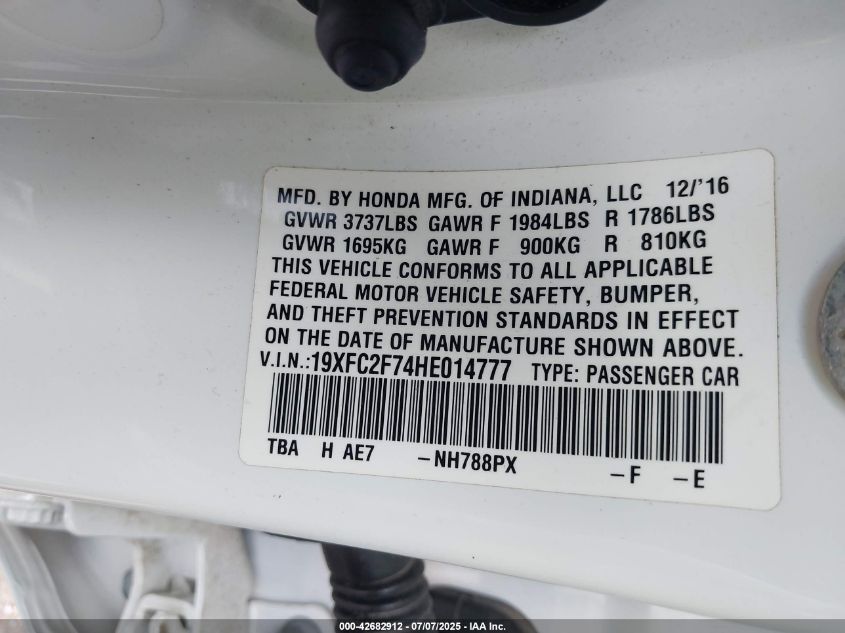 MFD. BY HONDA MFG. OF INDIANA, LLC 12/'16
GVWR 3737LBS GAWR F 1984LBS R 1786LBS
GVWR 1695KG GAWR F 900KG R 810KG
THIS VEHICLE CONFORMS TO ALL APPLICABLE
FEDERAL MOTOR VEHICLE SAFETY, BUMPER,
AND THEFT PREVENTION STANDARDS IN EFFECT
ON THE DATE OF MANUFACTURE SHOWN ABOVE.
V.I.N.:19XFC2F74HE014777 TYPE: PASSENGER CAR
TBA H AE7 –NH788PX –F –E
000-42682912 - 07/07/2025 - IAA Inc.